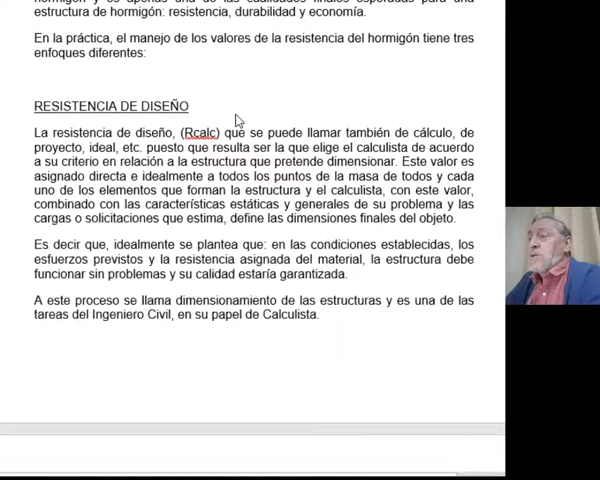 hormigón y es apenas una de las cualidades finales esperadas para una
estructura de hormigón: resistencia, durabilidad y economía.
En la práctica, el manejo de los valores de la resistencia del hormigón tiene tres
enfoques diferentes:
RESISTENCIA DE DISEÑO
La resistencia de diseño, (Rcalc) que se puede llamar también de cálculo, de
proyecto, ideal, etc. puesto que resulta ser la que elige el calculista de acuerdo
a su criterio en relación a la estructura que pretende dimensionar. Este valor es
asignado directa e idealmente a todos los puntos de la masa de todos y cada
uno de los elementos que forman la estructura y el calculista, con este valor,
combinado con las características estáticas y generales de su problema y las
cargas o solicitaciones que estima, define las dimensiones finales del objeto.
Es decir que, idealmente se plantea que: en las condiciones establecidas, los
esfuerzos previstos y la resistencia asignada del material, la estructura debe
funcionar sin problemas y su calidad estaría garantizada.
A este proceso se llama dimensionamiento de las estructuras y es una de las
tareas del Ingeniero Civil, en su papel de Calculista.